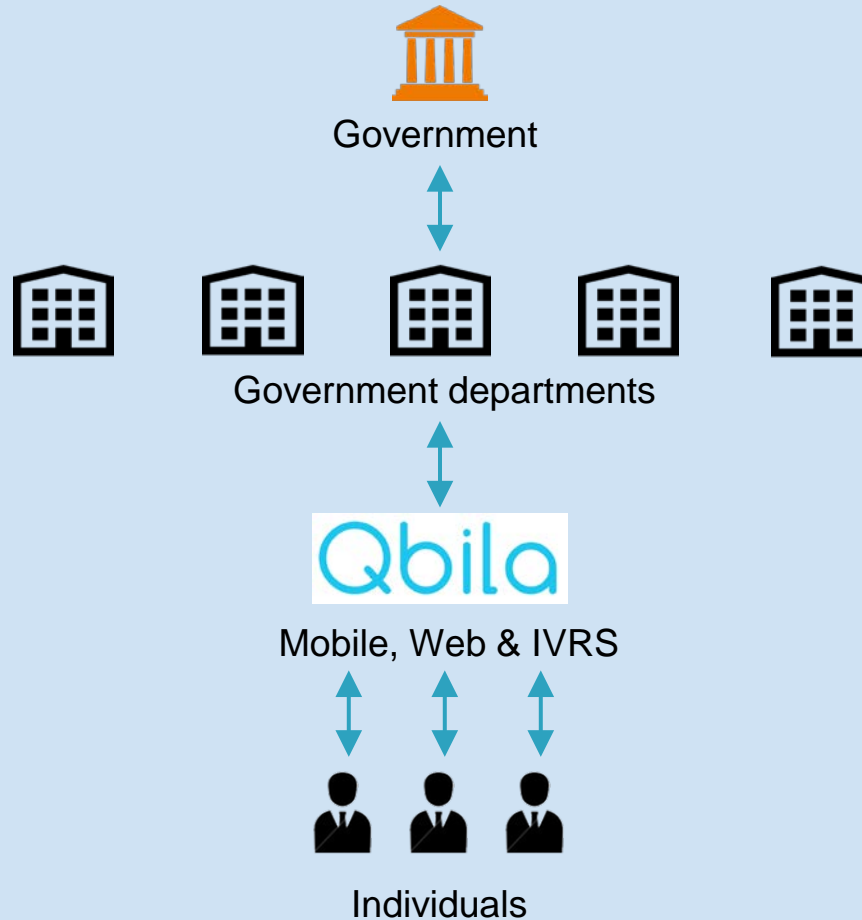 Government
Government departments
Qbila
Mobile, Web & IVRS
Individuals